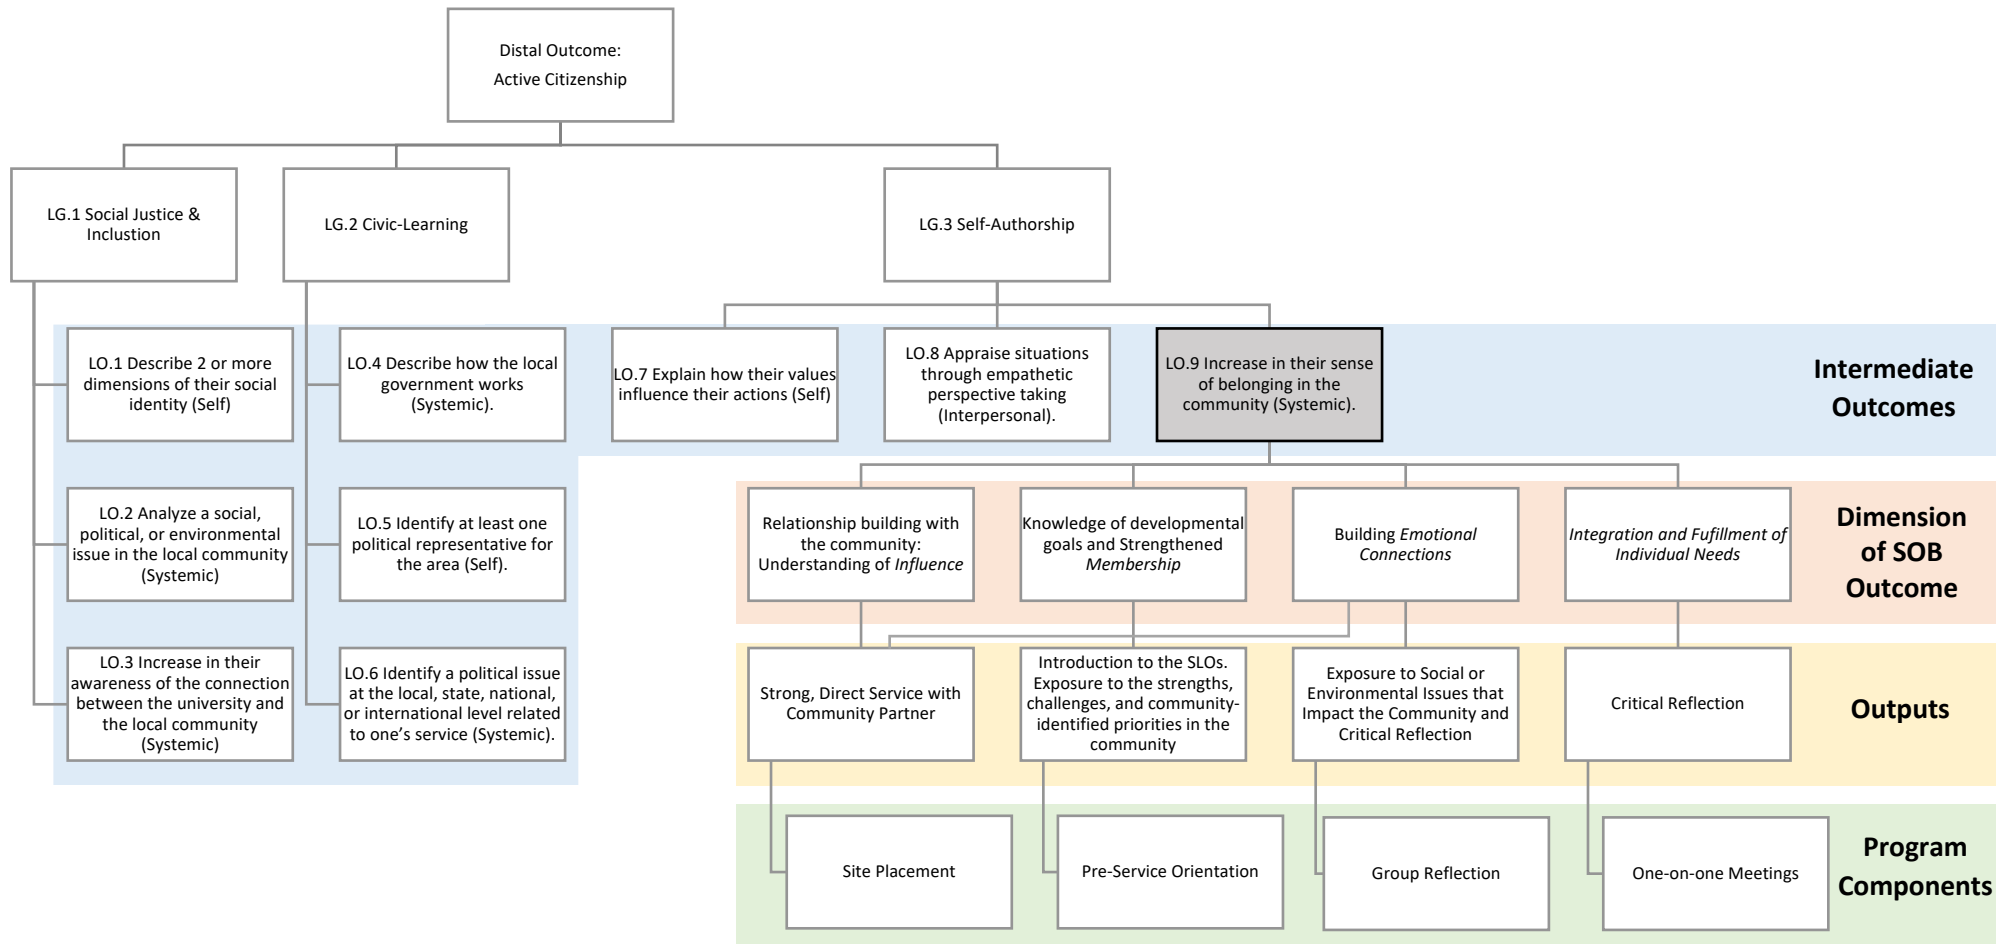 Distal Outcome:
Active Citizenship
LG.1 Social Justice &
Inclustion
LG.2 Civic-Learning
LG.3 Self-Authorship
LO.1 Describe 2 or more
dimensions of their social
identity (Self)
LO.4 Describe how the local
government works
(Systemic).
LO.7 Explain how their values
influence their actions (Self)
LO.8 Appraise situations
through empathetic
perspective taking
(Interpersonal).
LO.9 Increase in their sense
of belonging in the
community (Systemic).
Intermediate
Outcomes
LO.2 Analyze a social,
political, or environmental
issue in the local community
(Systemic)
LO.5 Identify at least one
political representative for
the area (Self).
Relationship building with
the community:
Understanding of Influence
Knowledge of developmental
goals and Strengthened
Membership
Building Emotional
Connections
Integration and Fufillment of
Individual Needs
Dimension
of SOB
Outcome
LO.3 Increase in their
awareness of the connection
between the university and
the local community
(Systemic)
LO.6 Identify a political issue
at the local, state, national,
or international level related
to one’s service (Systemic).
Strong, Direct Service with
Community Partner
Introduction to the SLOs.
Exposure to the strengths,
challenges, and community-
identified priorities in the
community
Exposure to Social or
Environmental Issues that
Impact the Community and
Critical Reflection
Critical Reflection
Outputs
Site Placement
Pre-Service Orientation
Group Reflection
One-on-one Meetings
Program
Components